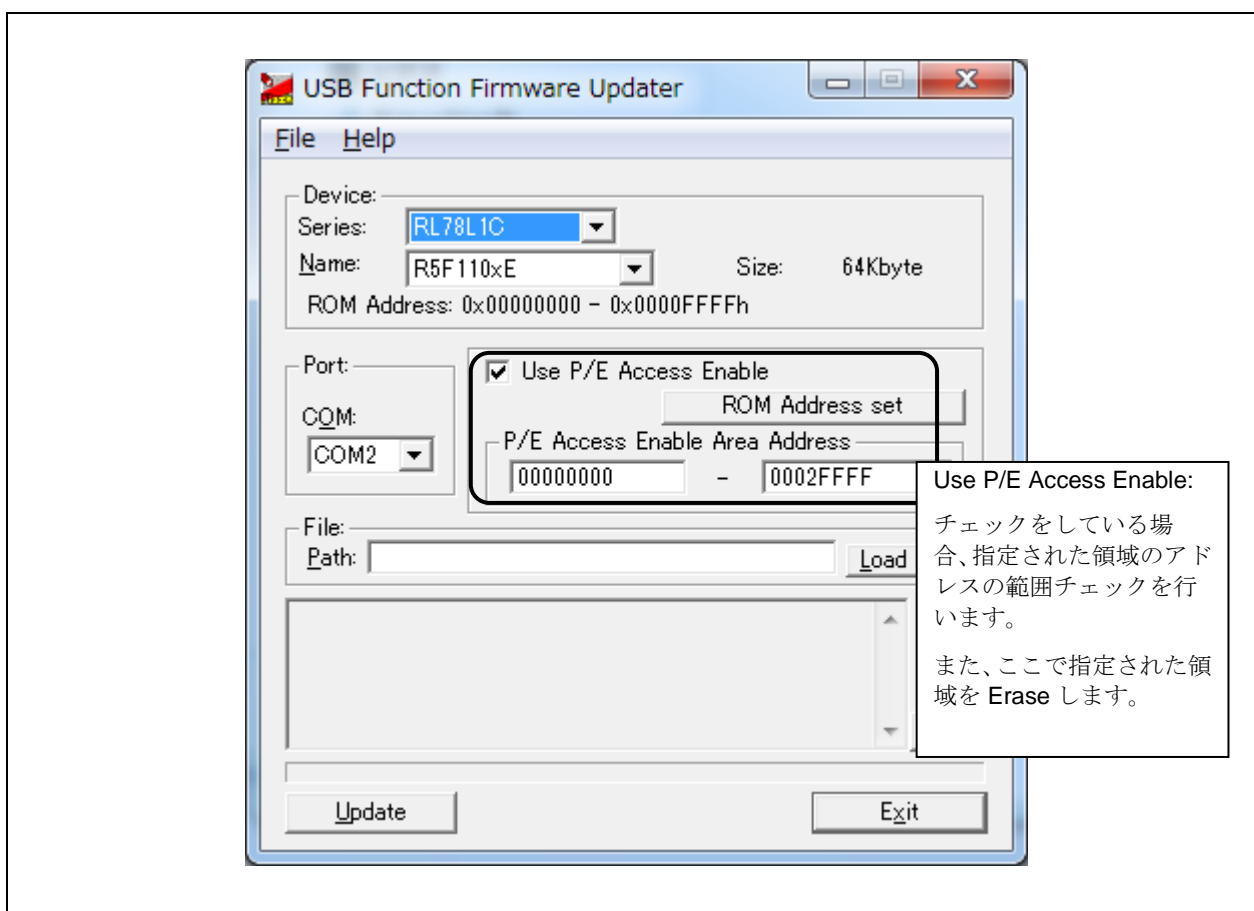 USB Function Firmware Updater
File Help
Device:
Series: RL78L1C
Name: R5F110xE Size: 64Kbyte
ROM Address: 0x00000000 - 0x0000FFFFh
Port:
COM:
COM2
Use P/E Access Enable
ROM Address set
P/E Access Enable Area Address
00000000 - 0002FFFF
File:
Path: Load
Use P/E Access Enable:
チェックをしている場
合、指定された領域のアド
レスの範囲チェックを行
います。
また、ここで指定された領
域を Erase します。
Update Exit